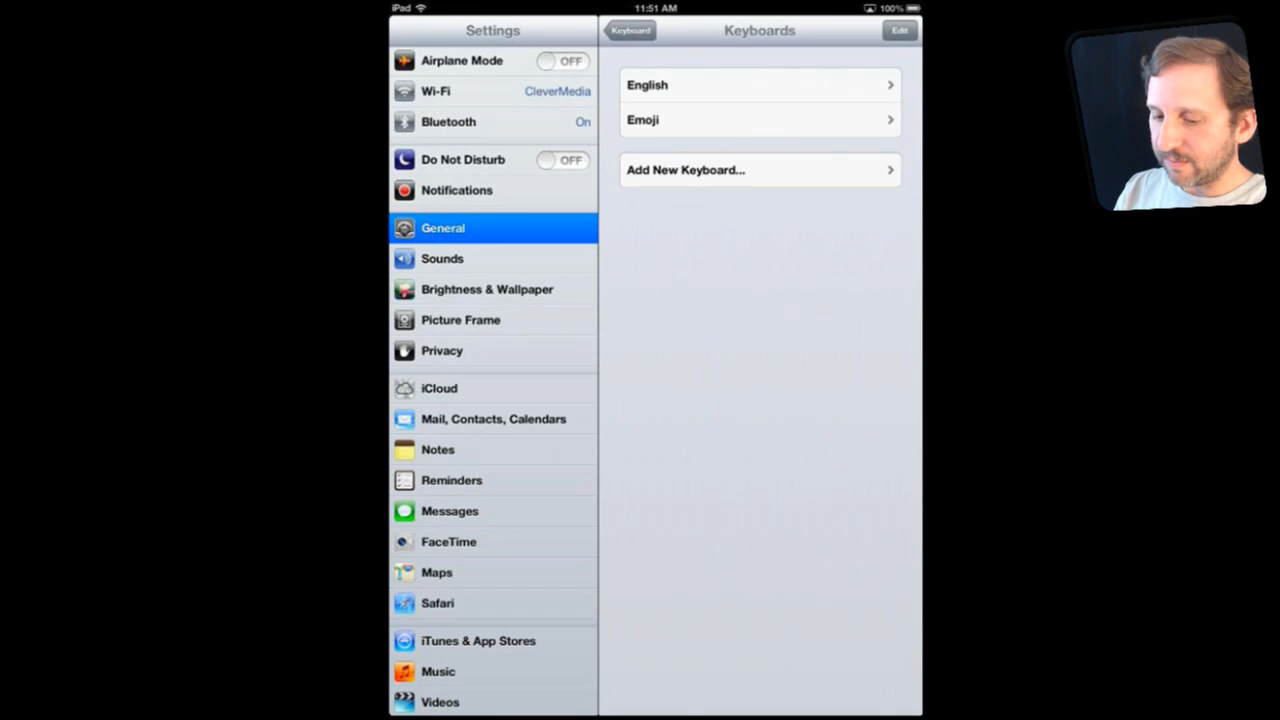 iPad 11:51 AM 100%
Settings
Keyboard Keyboards Edit
Airplane Mode OFF
Wi-Fi CleverMedia
Bluetooth On
Do Not Disturb OFF
Notifications
General
Sounds
Brightness & Wallpaper
Picture Frame
Privacy
iCloud
Mail, Contacts, Calendars
Notes
Reminders
Messages
FaceTime
Maps
Safari
iTunes & App Stores
Music
Videos
English
Emoji
Add New Keyboard...